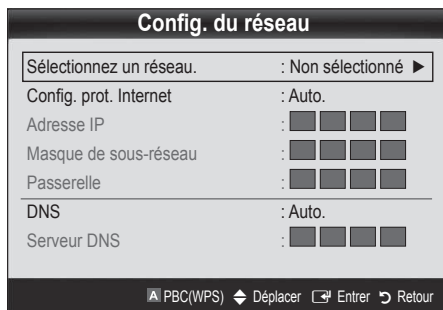 Config. du réseau
Sélectionnez un réseau. : Non sélectionné ►
Config. prot. Internet : Auto.
Adresse IP :
Masque de sous-réseau :
Passerelle :
DNS : Auto.
Serveur DNS :
A PBC(WPS) Déplacer Entrer Retour